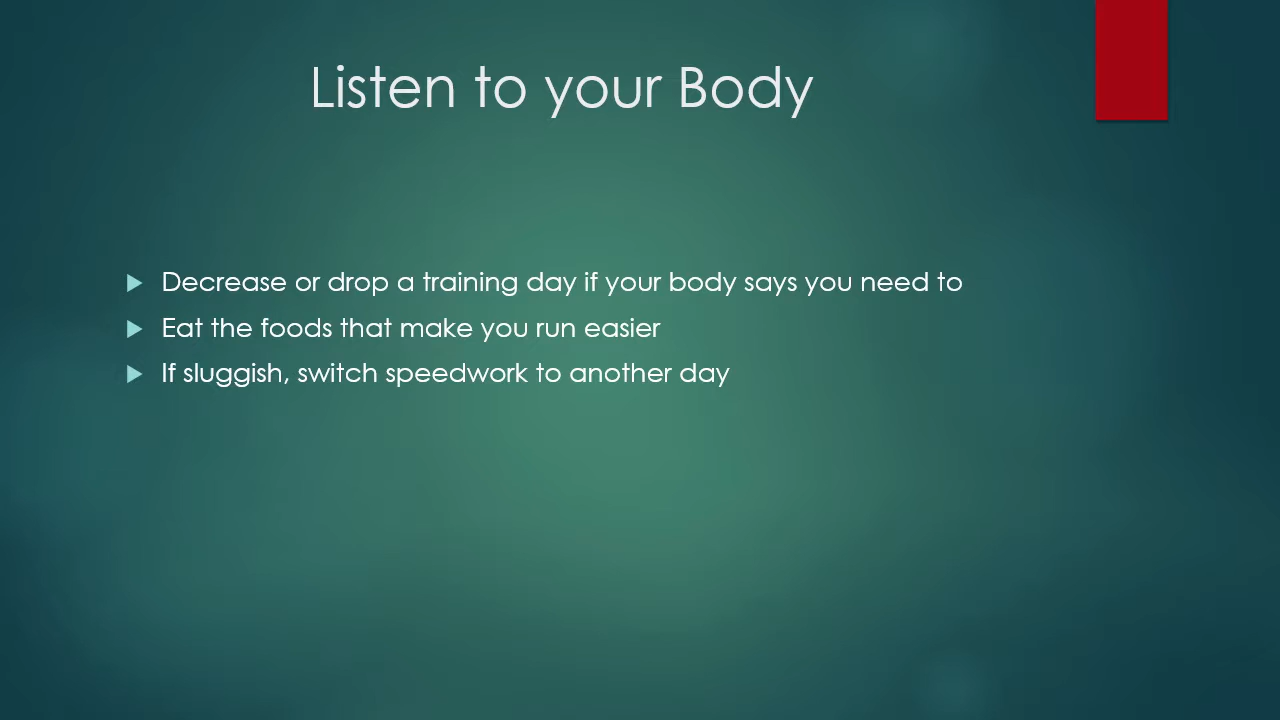 Listen to your Body
Decrease or drop a training day if your body says you need to
Eat the foods that make you run easier
If sluggish, switch speedwork to another day